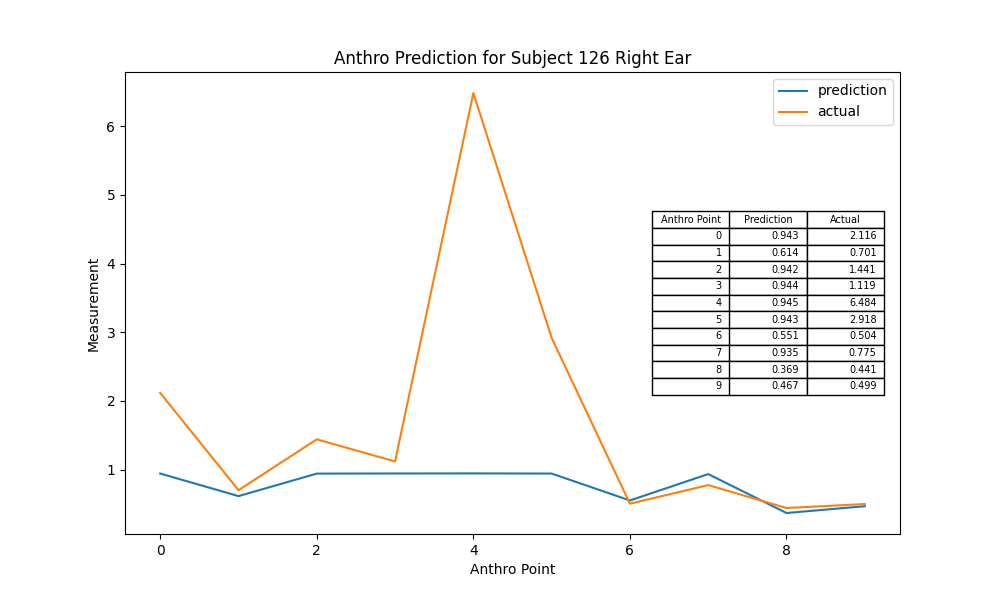 Anthro Prediction for Subject 126 Right Ear
prediction
actual
6
5
4
3
2
1
Measurement
Anthro Point Prediction Actual
0 0.943 2.116
1 0.614 0.701
2 0.942 1.441
3 0.944 1.119
4 0.945 6.484
5 0.943 2.918
6 0.551 0.504
7 0.935 0.775
8 0.369 0.441
9 0.467 0.499
0 2 4 6 8
Anthro Point